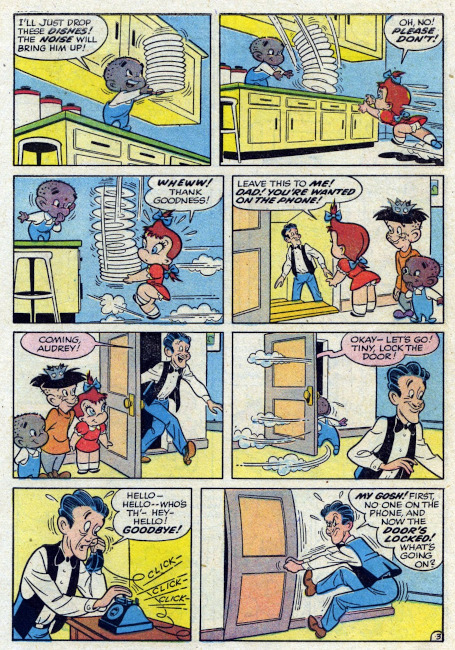 I'LL JUST DROP
THESE DISHES!
THE NOISE WILL
BRING HIM UP!
OH, NO!
PLEASE
DON'T!
WHEWW!
THANK
GOODNESS!
LEAVE THIS TO ME!
DAD! YOU'RE WANTED
ON THE PHONE!
COMING,
AUDREY!
OKAY- LET'S GO!
TINY, LOCK THE
DOOR!
HELLO-
HELLO--WHO'S
TH'- HEY-
HELLO!
GOODBYE!
CLICK-
CLICK-
CLICK-
MY GOSH! FIRST,
NO ONE ON THE
PHONE, AND
NOW THE
DOOR'S
LOCKED!
WHAT'S
GOING
ON?
3